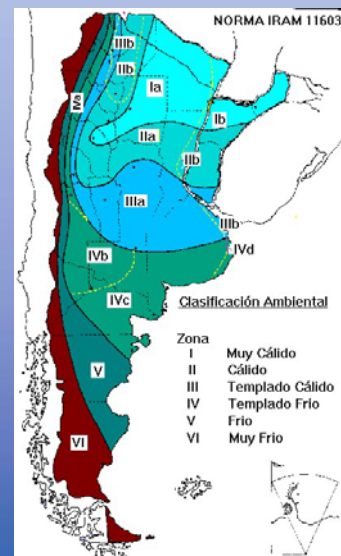 NORMA IRAM 11603
IIIb
IIb
Ia
IVa
Ib
IIa
IIb
IIIa
IIIb
IVd
IVb
IVc
Clasificación Ambiental
Zona
I Muy Cálido
II Cálido
III Templado Cálido
IV Templado Frio
V Frio
VI Muy Frio
V
VI